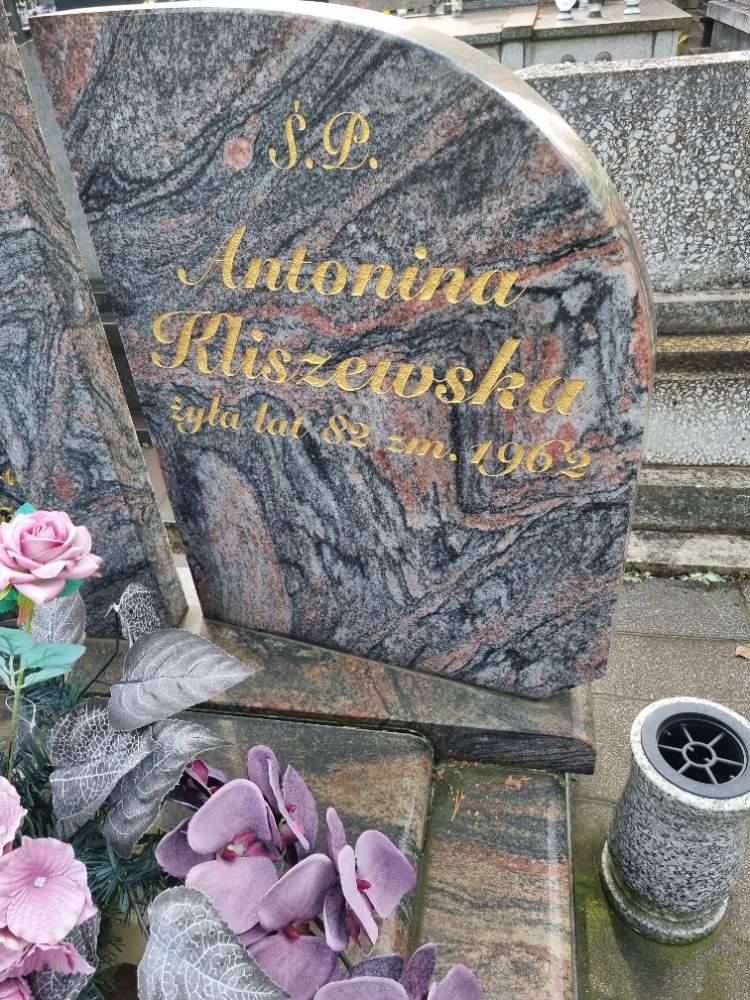 Ś.P.
Antonina
Kliszewska
żyła lat 82 zm. 1962